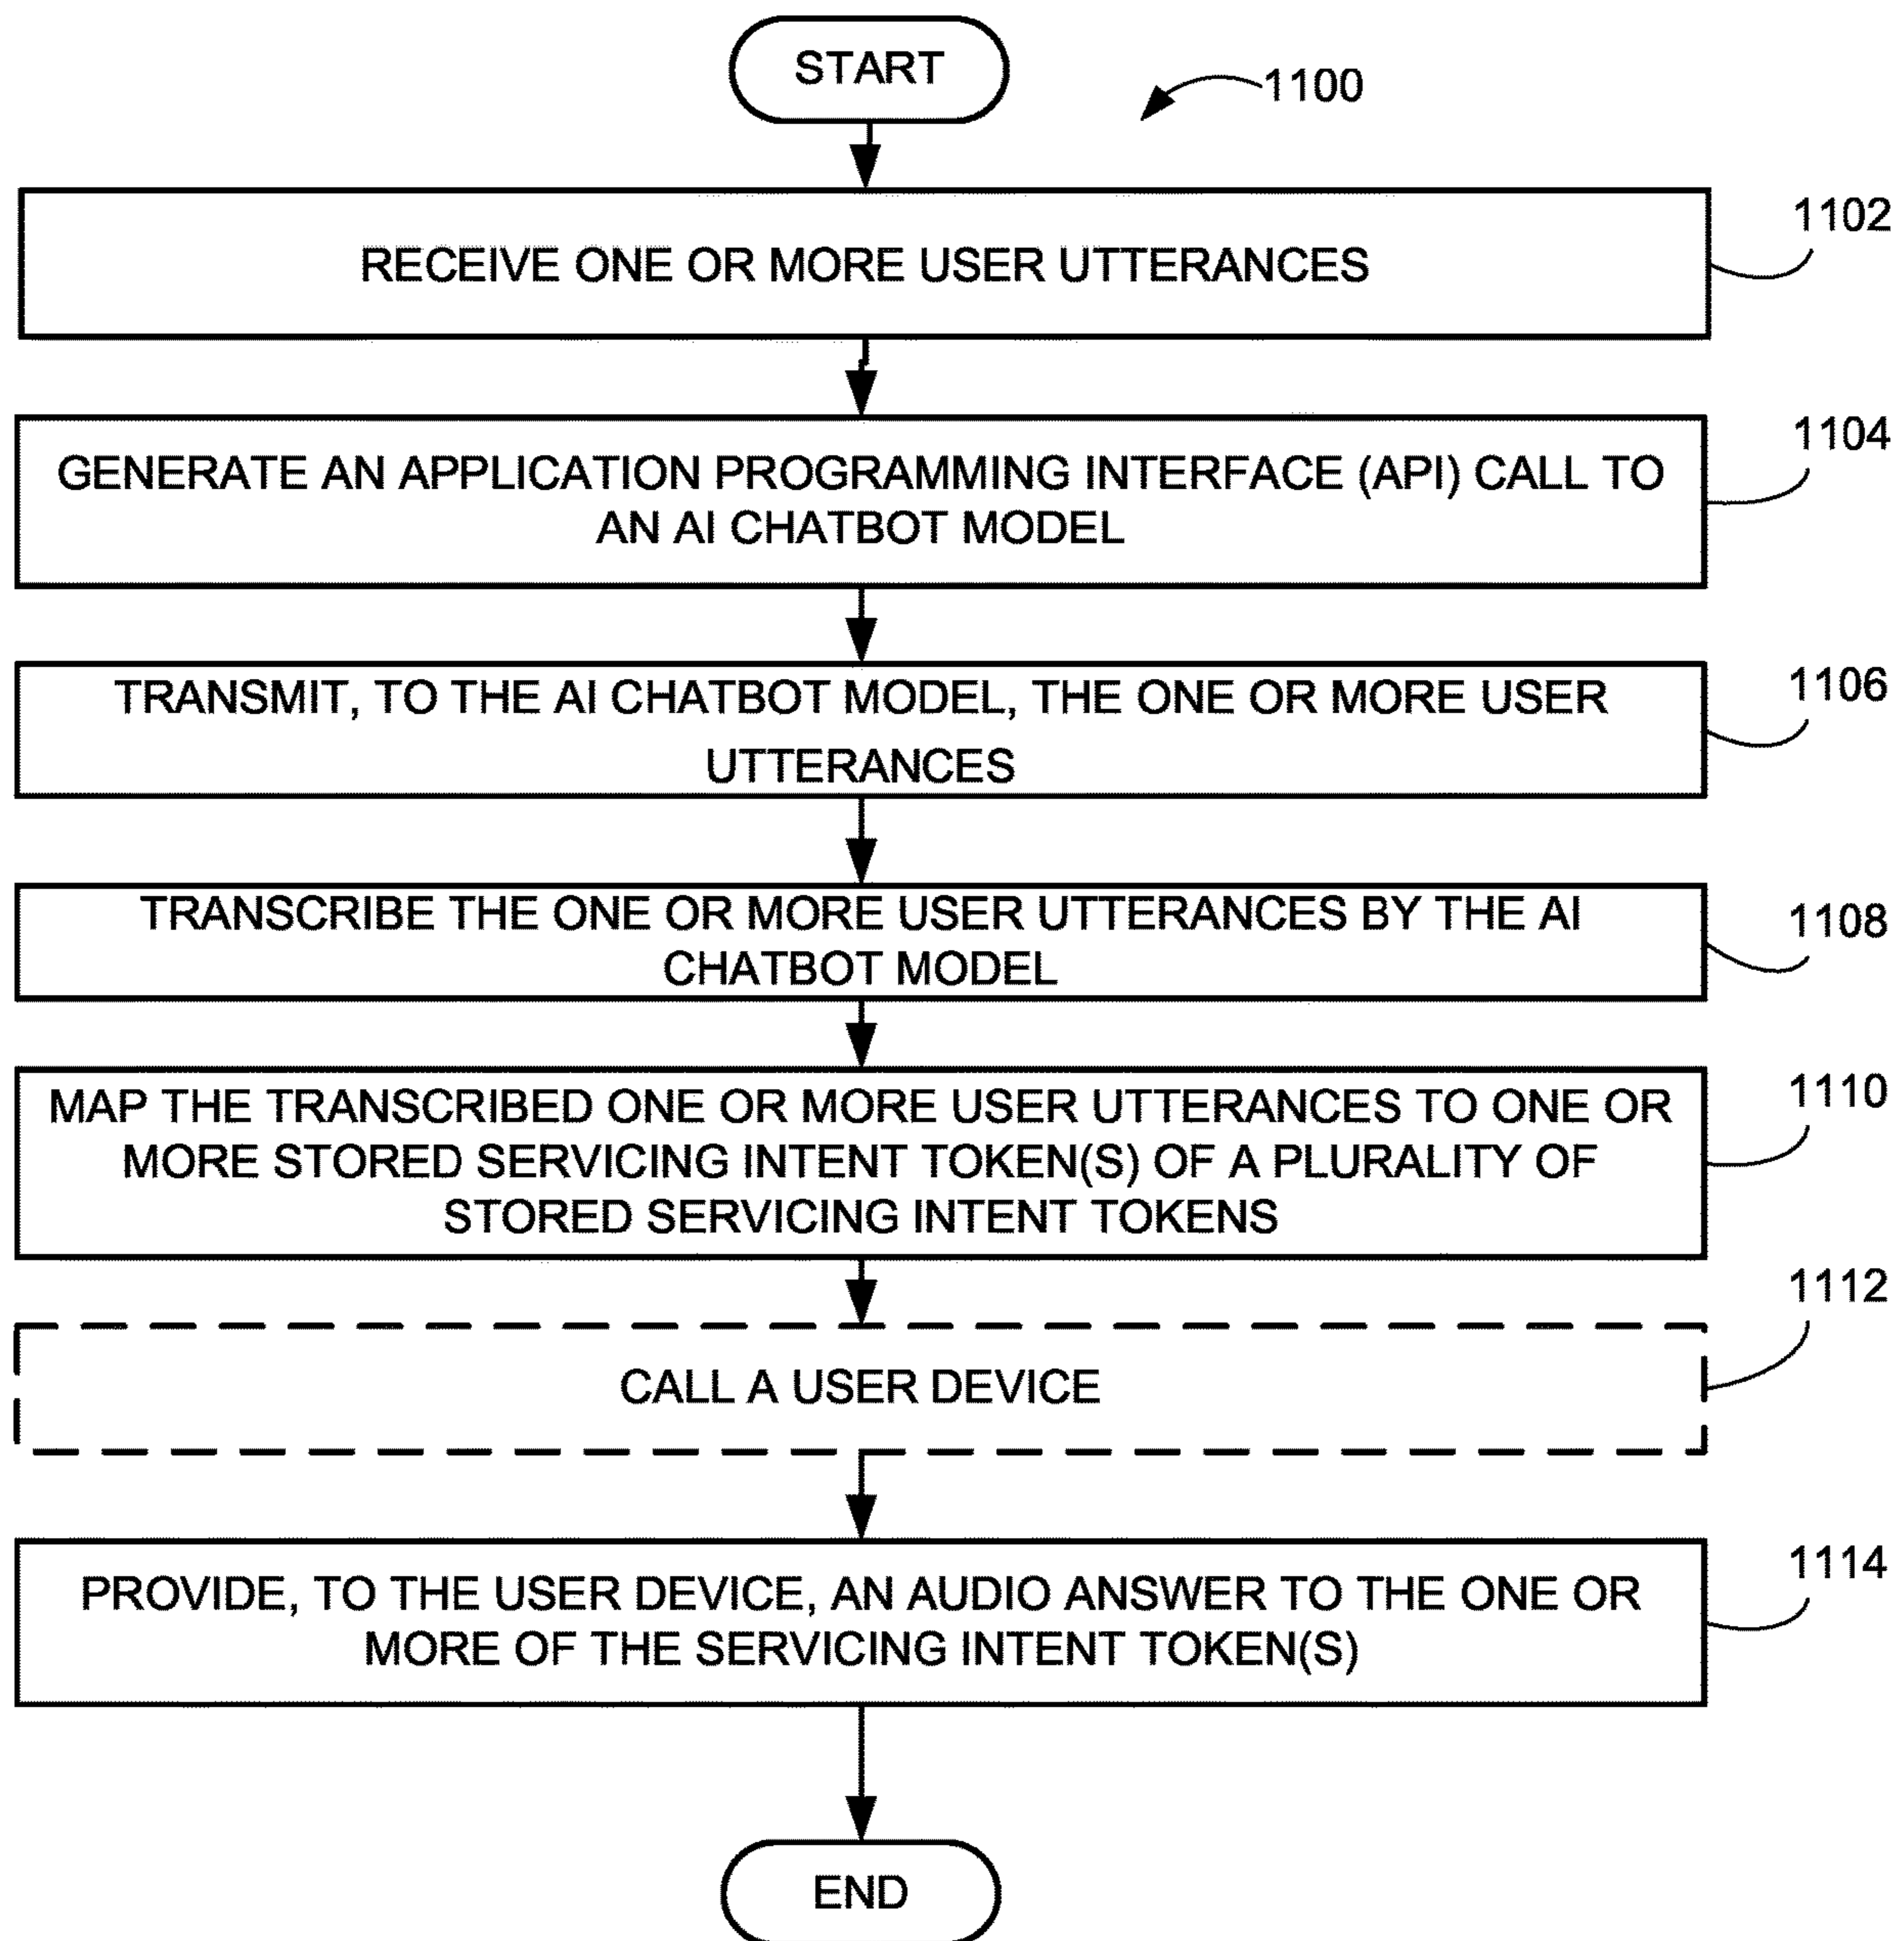 START
1100
RECEIVE ONE OR MORE USER UTTERANCES
1102
GENERATE AN APPLICATION PROGRAMMING INTERFACE (API) CALL TO
AN AI CHATBOT MODEL
1104
TRANSMIT, TO THE AI CHATBOT MODEL, THE ONE OR MORE USER
UTTERANCES
1106
TRANSCRIBE THE ONE OR MORE USER UTTERANCES BY THE AI
CHATBOT MODEL
1108
MAP THE TRANSCRIBED ONE OR MORE USER UTTERANCES TO ONE OR
MORE STORED SERVICING INTENT TOKEN(S) OF A PLURALITY OF
STORED SERVICING INTENT TOKENS
1110
CALL A USER DEVICE
1112
PROVIDE, TO THE USER DEVICE, AN AUDIO ANSWER TO THE ONE OR
MORE OF THE SERVICING INTENT TOKEN(S)
1114
END